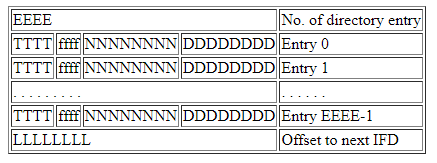 EEEE No. of directory entry
TTTT ffff NNNNNNNN DDDDDDDD Entry 0
TTTT ffff NNNNNNNN DDDDDDDD Entry 1
. . . . . . . . . . . . . . .
TTTT ffff NNNNNNNN DDDDDDDD Entry EEEE-1
LLLLLLLL Offset to next IFD